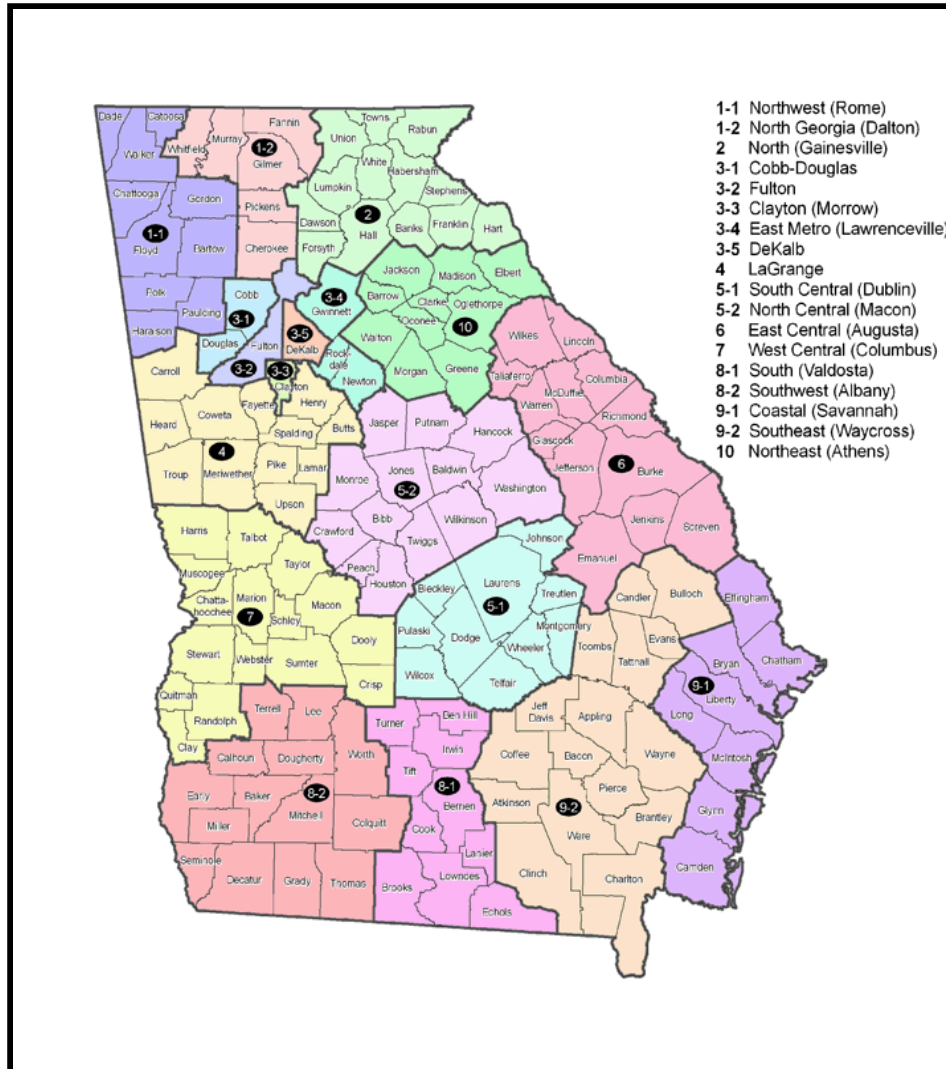 1-1 Northwest (Rome)
1-2 North Georgia (Dalton)
2 North (Gainesville)
3-1 Cobb-Douglas
3-2 Fulton
3-3 Clayton (Morrow)
3-4 East Metro (Lawrenceville)
3-5 DeKalb
4 LaGrange
5-1 South Central (Dublin)
5-2 North Central (Macon)
6 East Central (Augusta)
7 West Central (Columbus)
8-1 South (Valdosta)
8-2 Southwest (Albany)
9-1 Coastal (Savannah)
9-2 Southeast (Waycross)
10 Northeast (Athens)
Dade
Catoosa
Walker
Whitfield
Murray
Fannin
1-2
Gilmer
Chattooga
Gordon
Pickens
1-1
Floyd
Bartow
Cherokee
Polk
Paulding
Haralson
Towns
Union
Rabun
White
Habersham
Lumpkin
Stephens
Dawson
2
Hall
Banks
Franklin
Hart
Forsyth
Cobb
3-1
Douglas
Fulton
3-2
3-3
Clayton
3-5
DeKalb
3-4
Gwinnett
Rock-
dale
Newton
Jackson
Madison
Elbert
Barrow
Clarke
Oglethorpe
Oconee
10
Walton
Morgan
Greene
Wilkes
Lincoln
Taliaferro
Columbia
McDuffie
Warren
Richmond
Glascock
Jefferson
6
Burke
Jenkins
Screven
Emanuel
Carroll
Coweta
Fayette
Henry
Heard
Spalding
Butts
4
Troup
Meriwether
Pike
Lamar
Upson
Jasper
Putnam
Hancock
Jones
Baldwin
Monroe
5-2
Washington
Bibb
Wilkinson
Crawford
Twiggs
Peach
Houston
Johnson
Bleckley
Laurens
Treutlen
5-1
Pulaski
Dodge
Montgomery
Wheeler
Wilcox
Telfair
Harris
Talbot
Taylor
Muscogee
Chatta-
hoochee
Marion
Macon
7
Schley
Dooly
Stewart
Webster
Sumter
Crisp
Quitman
Randolph
Clay
Terrell
Lee
Worth
Calhoun
Dougherty
Early
Baker
8-2
Mitchell
Miller
Colquitt
Seminole
Decatur
Grady
Thomas
Turner
Ben Hill
Irwin
Tift
8-1
Berrien
Cook
Lanier
Brooks
Lowndes
Echols
Candler
Bulloch
Toombs
Evans
Tattnall
Jeff
Davis
Appling
Coffee
Bacon
Wayne
Pierce
Atkinson
9-2
Brantley
Ware
Clinch
Charlton
Effingham
Bryan
Chatham
9-1
Liberty
Long
McIntosh
Glynn
Camden